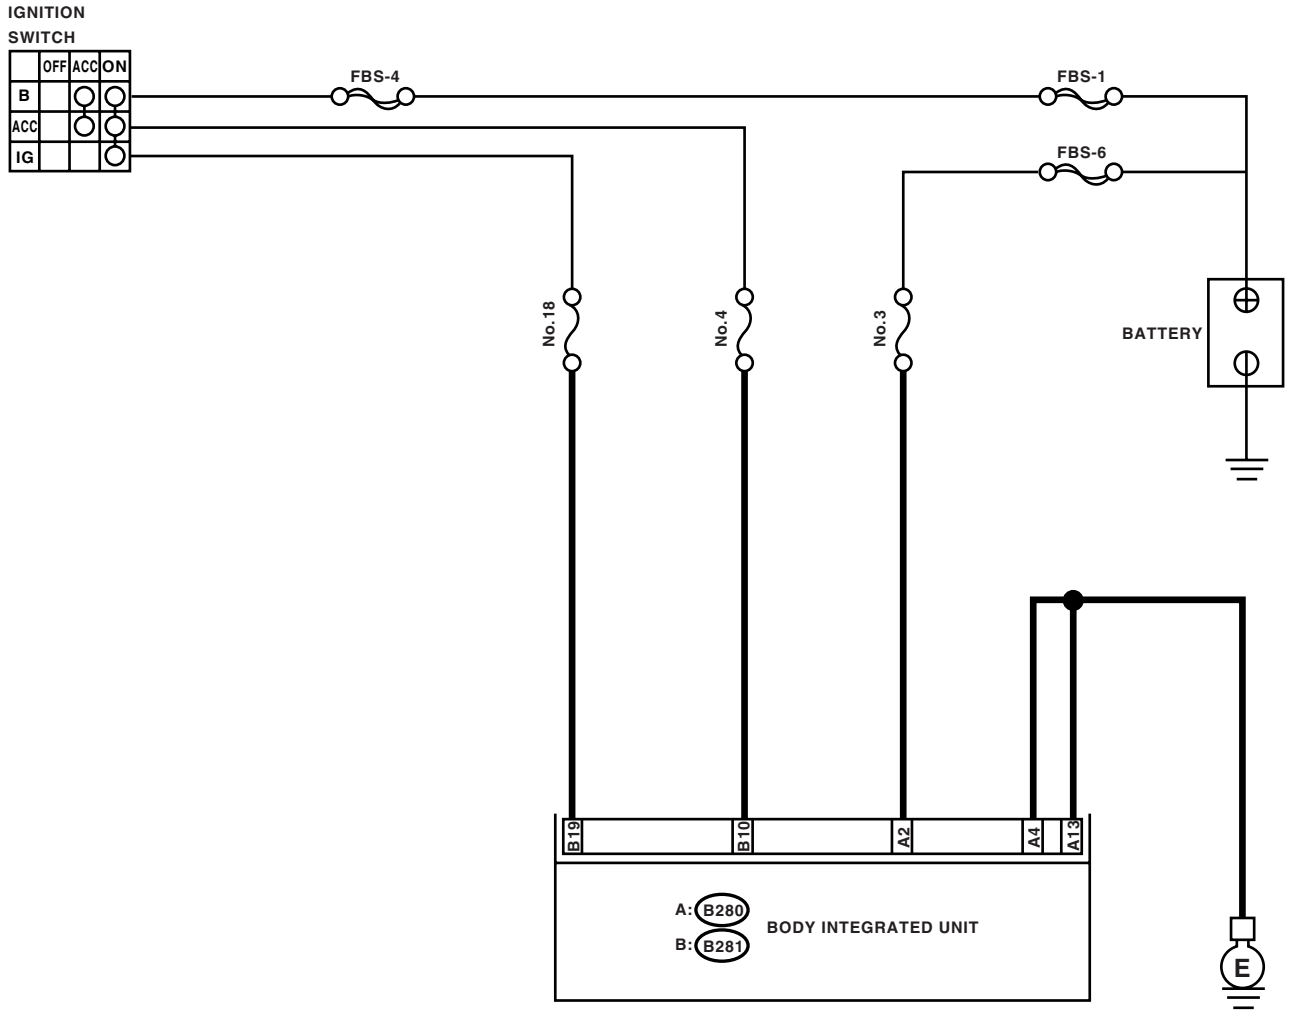 IGNITION
SWITCH
OFF ACC ON
B
ACC
IG
FBS-4
FBS-1
FBS-6
No.18
No.4
No.3
BATTERY
B19
B10
A2
A4
A13
A: B280
B: B281
BODY INTEGRATED UNIT
E